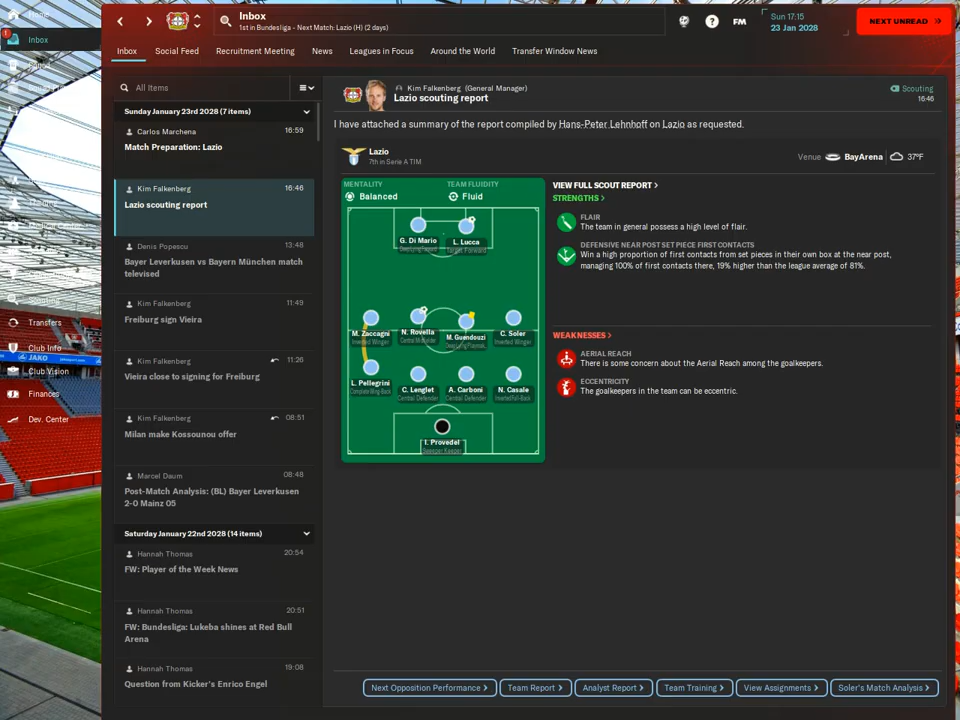 Inbox
1st in Bundesliga - Next Match: Lazio (H) (2 days)
FM
Sun 17:15
23 Jan 2028
NEXT UNREAD
Home
Inbox
Transfers
Club Info
Club Vision
Finances
Dev. Center
JAKO
Inbox
Social Feed
Recruitment Meeting
News
Leagues in Focus
Around the World
Transfer Window News
All Items
Sunday January 23rd 2028 (7 items)
Carlos Marchena
16:59
Match Preparation: Lazio
Kim Falkenberg
16:46
Lazio scouting report
Denis Popescu
13:48
Bayer Leverkusen vs Bayern München match
televised
Kim Falkenberg
11:49
Freiburg sign Vieira
Kim Falkenberg
11:26
Vieira close to signing for Freiburg
Kim Falkenberg
08:51
Milan make Kossounou offer
Marcel Daum
08:48
Post-Match Analysis: (BL) Bayer Leverkusen
2-0 Mainz 05
Saturday January 22nd 2028 (14 items)
Hannah Thomas
20:54
FW: Player of the Week News
Hannah Thomas
20:51
FW: Bundesliga: Lukeba shines at Red Bull
Arena
Hannah Thomas
19:08
Question from Kicker's Enrico Engel
Kim Falkenberg (General Manager)
Lazio scouting report
Scouting
16:46
I have attached a summary of the report compiled by Hans-Peter Lehnhoff on Lazio as requested.
Lazio
7th in Serie A TIM
Venue BayArena 37°F
MENTALITY
Balanced
TEAM FLUIDITY
Fluid
G. Di Mario
L. Lucca
Target Forward
M. Zaccagni
Inverted Winger
N. Rovella
Central Midfielder
M. Guendouzi
C. Soler
Inverted Winger
L. Pellegrini
Complete Wing-Back
C. Lenglet
Central Defender
A. Carboni
Central Defender
N. Casale
Inverted Full-Back
I. Provedel
Sweeper Keeper
VIEW FULL SCOUT REPORT >
STRENGTHS >
FLAIR
The team in general possess a high level of flair.
DEFENSIVE NEAR POST SET PIECE FIRST CONTACTS
Win a high proportion of first contacts from set pieces in their own box at the near post,
managing 100% of first contacts there, 19% higher than the league average of 81%.
WEAKNESSES >
AERIAL REACH
There is some concern about the Aerial Reach among the goalkeepers.
ECCENTRICITY
The goalkeepers in the team can be eccentric.
Next Opposition Performance >
Team Report >
Analyst Report >
Team Training >
View Assignments >
Soler's Match Analysis >